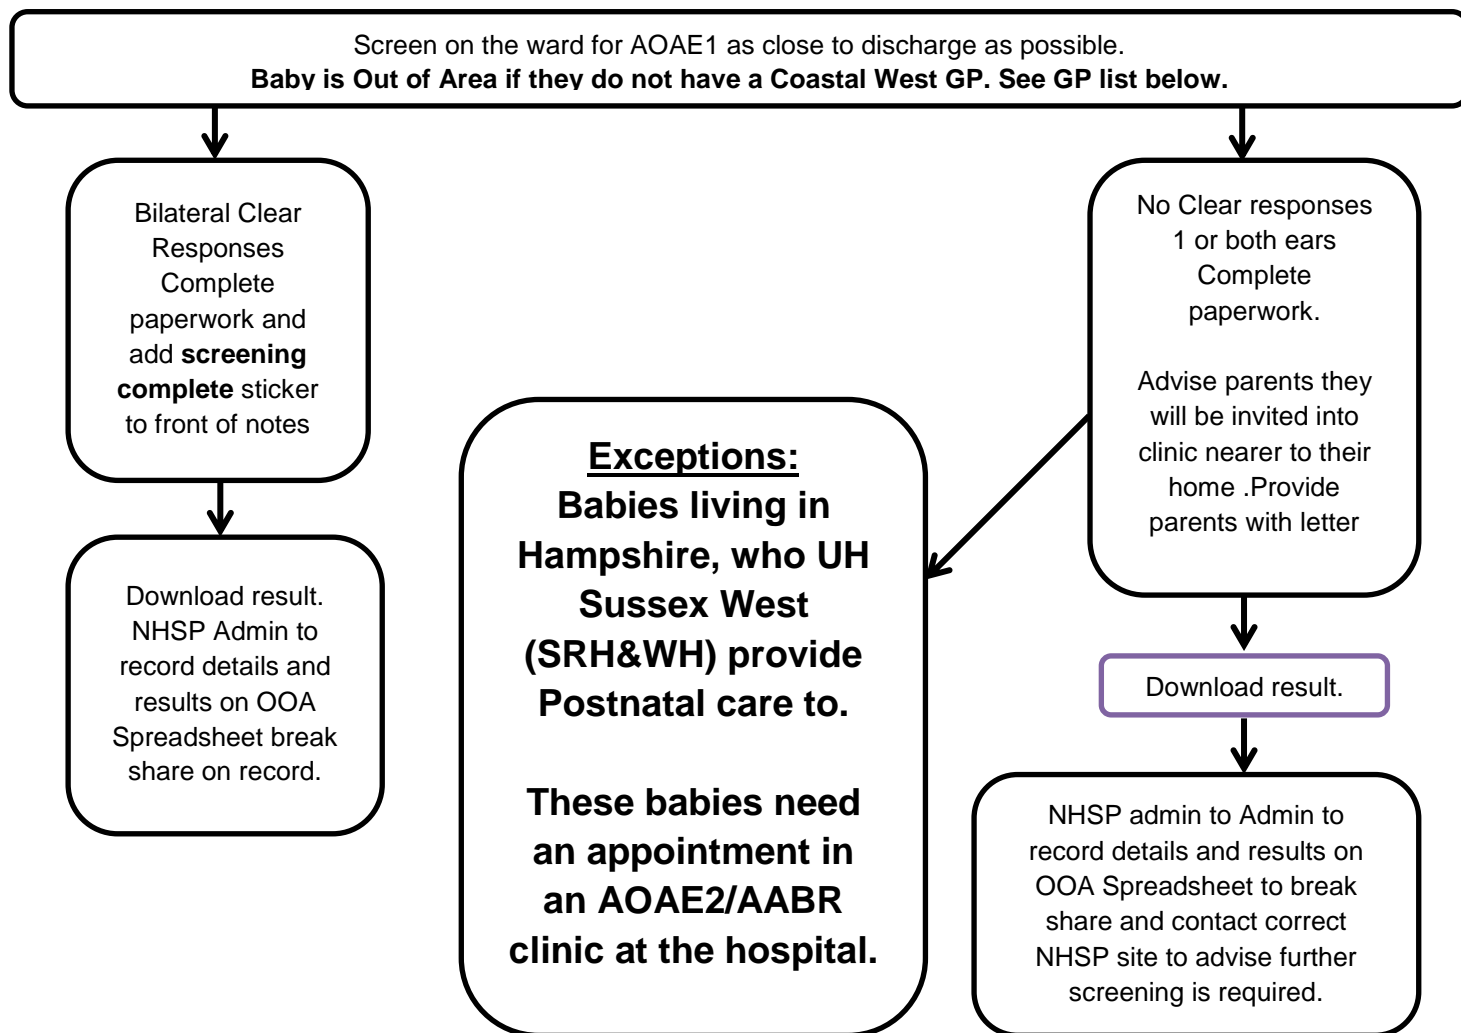 Screen on the ward for AOAE1 as close to discharge as possible.
Baby is Out of Area if they do not have a Coastal West GP. See GP list below.
Bilateral Clear
Responses
Complete
paperwork and
add screening
complete sticker
to front of notes
Download result.
NHSP Admin to
record details and
results on OOA
Spreadsheet break
share on record.
Exceptions:
Babies living in
Hampshire, who UH
Sussex West
(SRH&WH) provide
Postnatal care to.
These babies need
an appointment in
an AOAE2/AABR
clinic at the hospital.
No Clear responses
1 or both ears
Complete
paperwork.
Advise parents they
will be invited into
clinic nearer to their
home .Provide
parents with letter
Download result.
NHSP admin to Admin to
record details and results on
OOA Spreadsheet to break
share and contact correct
NHSP site to advise further
screening is required.